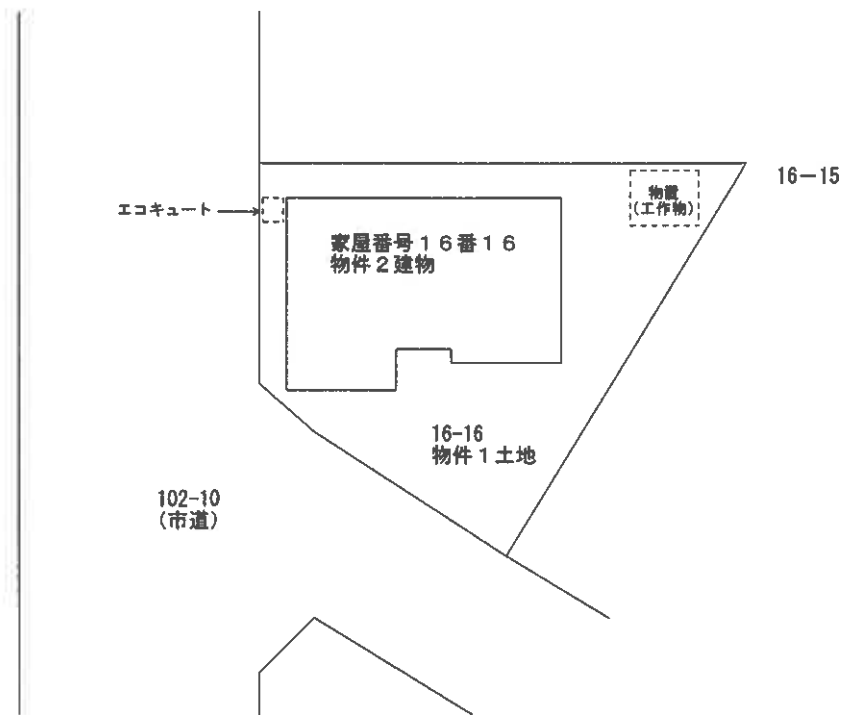 16−15
物置
(工作物)
エコキュート
家屋番号16番16
物件2建物
16-16
物件1土地
102-10
(市道)